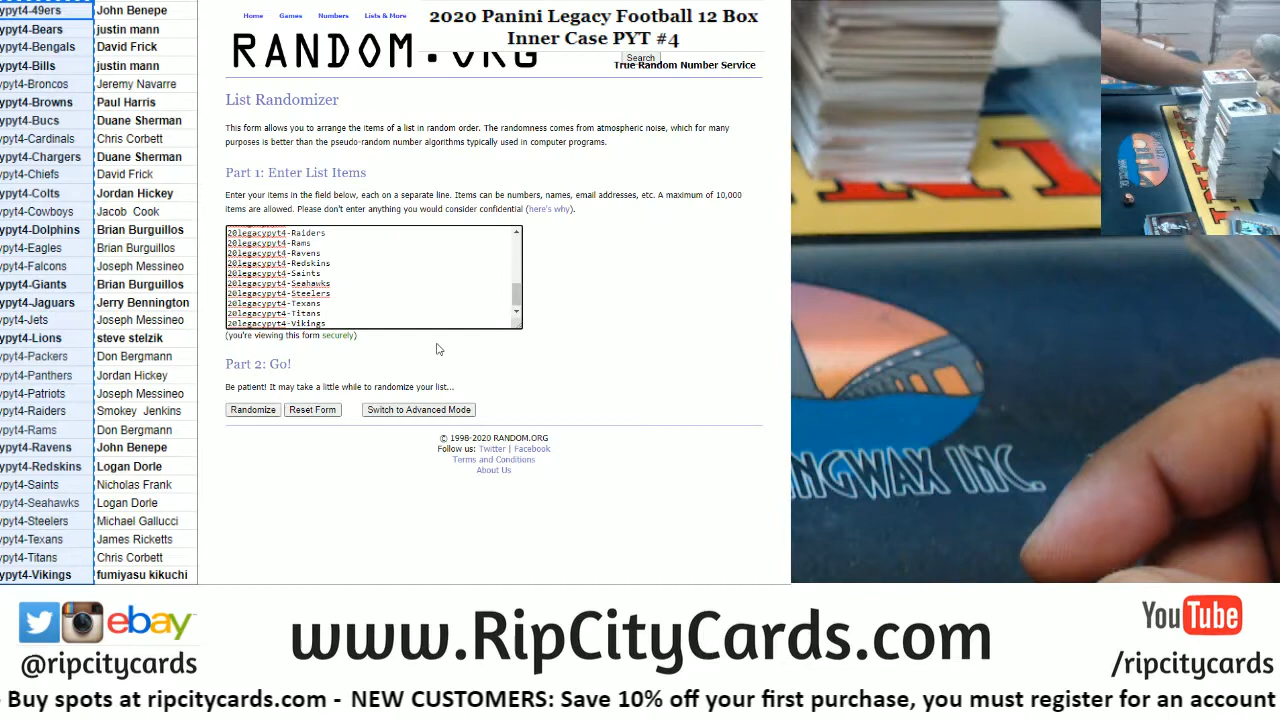 ypyt4-49ers John Benepe
ypyt4-Bears justin mann
ypyt4-Bengals David Frick
ypyt4-Bills justin mann
ypyt4-Broncos Jeremy Navarre
ypyt4-Browns Paul Harris
ypyt4-Bucs Duane Sherman
ypyt4-Cardinals Chris Corbett
ypyt4-Chargers Duane Sherman
ypyt4-Chiefs David Frick
ypyt4-Colts Jordan Hickey
ypyt4-Cowboys Jacob Cook
ypyt4-Dolphins Brian Burguillos
ypyt4-Eagles Brian Burguillos
ypyt4-Falcons Joseph Messineo
ypyt4-Giants Brian Burguillos
ypyt4-Jaguars Jerry Bennington
ypyt4-Jets Joseph Messineo
ypyt4-Lions steve stelzik
ypyt4-Packers Don Bergmann
ypyt4-Panthers Jordan Hickey
ypyt4-Patriots Joseph Messineo
ypyt4-Raiders Smokey Jenkins
ypyt4-Rams Don Bergmann
ypyt4-Ravens John Benepe
ypyt4-Redskins Logan Dorle
ypyt4-Saints Nicholas Frank
ypyt4-Seahawks Logan Dorle
ypyt4-Steelers Michael Gallucci
ypyt4-Texans James Ricketts
ypyt4-Titans Chris Corbett
ypyt4-Vikings fumiyasu kikuchi
Home Games Numbers Lists & More
2020 Panini Legacy Football 12 Box
Inner Case PYT #4
RANDOM.ORG
Search
True Random Number Service
List Randomizer
This form allows you to arrange the items of a list in random order. The randomness comes from atmospheric noise, which for many
purposes is better than the pseudo-random number algorithms typically used in computer programs.
Part 1: Enter List Items
Enter your items in the field below, each on a separate line. Items can be numbers, names, email addresses, etc. A maximum of 10,000
items are allowed. Please don't enter anything you would consider confidential (here's why).
20legacypyt4-Raiders
20legacypyt4-Rams
20legacypyt4-Ravens
20legacypyt4-Redskins
20legacypyt4-Saints
20legacypyt4-Seahawks
20legacypyt4-Steelers
20legacypyt4-Texans
20legacypyt4-Titans
20legacypyt4-Vikings
(you're viewing this form securely)
Part 2: Go!
Be patient! It may take a little while to randomize your list...
Randomize Reset Form Switch to Advanced Mode
© 1998-2020 RANDOM.ORG
Follow us: Twitter | Facebook
Terms and Conditions
About Us
NGWAX INC.
ebay
@ripcitycards
www.RipCityCards.com
YouTube
/ripcitycards
- Buy spots at ripcitycards.com - NEW CUSTOMERS: Save 10% off your first purchase, you must register for an account